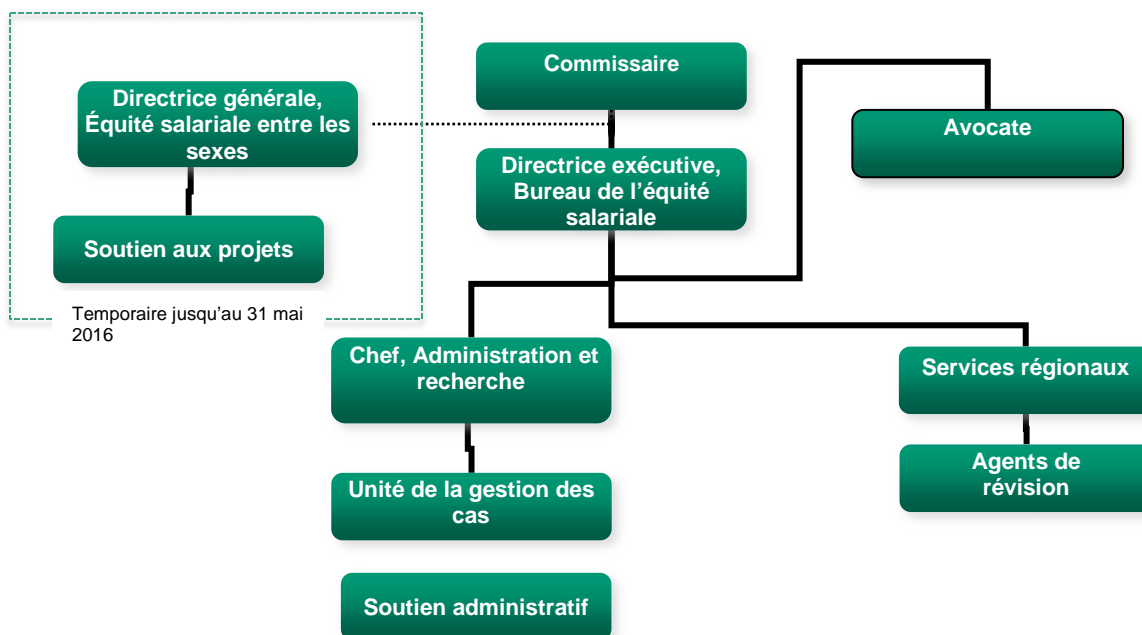 Commissaire
Directrice générale,
Équité salariale entre les
sexes
Avocate
Directrice exécutive,
Bureau de l’équité
salariale
Soutien aux projets
Temporaire jusqu'au 31 mai
2016
Chef, Administration et
recherche
Services régionaux
Agents de
révision
Unité de la gestion des
cas
Soutien administratif